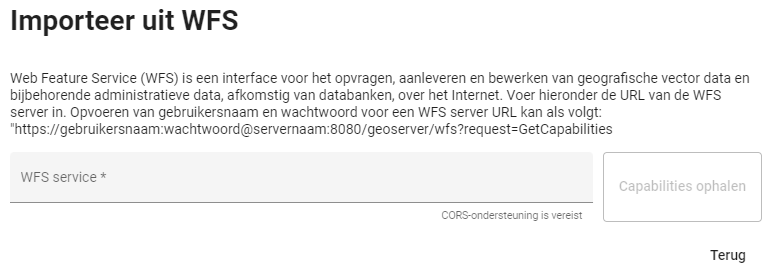 Importeer uit WFS
Web Feature Service (WFS) is een interface voor het opvragen, aanleveren en bewerken van geografische vector data en
bijbehorende administratieve data, afkomstig van databanken, over het Internet. Voer hieronder de URL van de WFS
server in. Opvoeren van gebruikersnaam en wachtwoord voor een WFS server URL kan als volgt:
"https://gebruikersnaam:wachtwoord@servernaam:8080/geoserver/wfs?request=GetCapabilities
WFS service *
Capabilities ophalen
CORS-ondersteuning is vereist
Terug